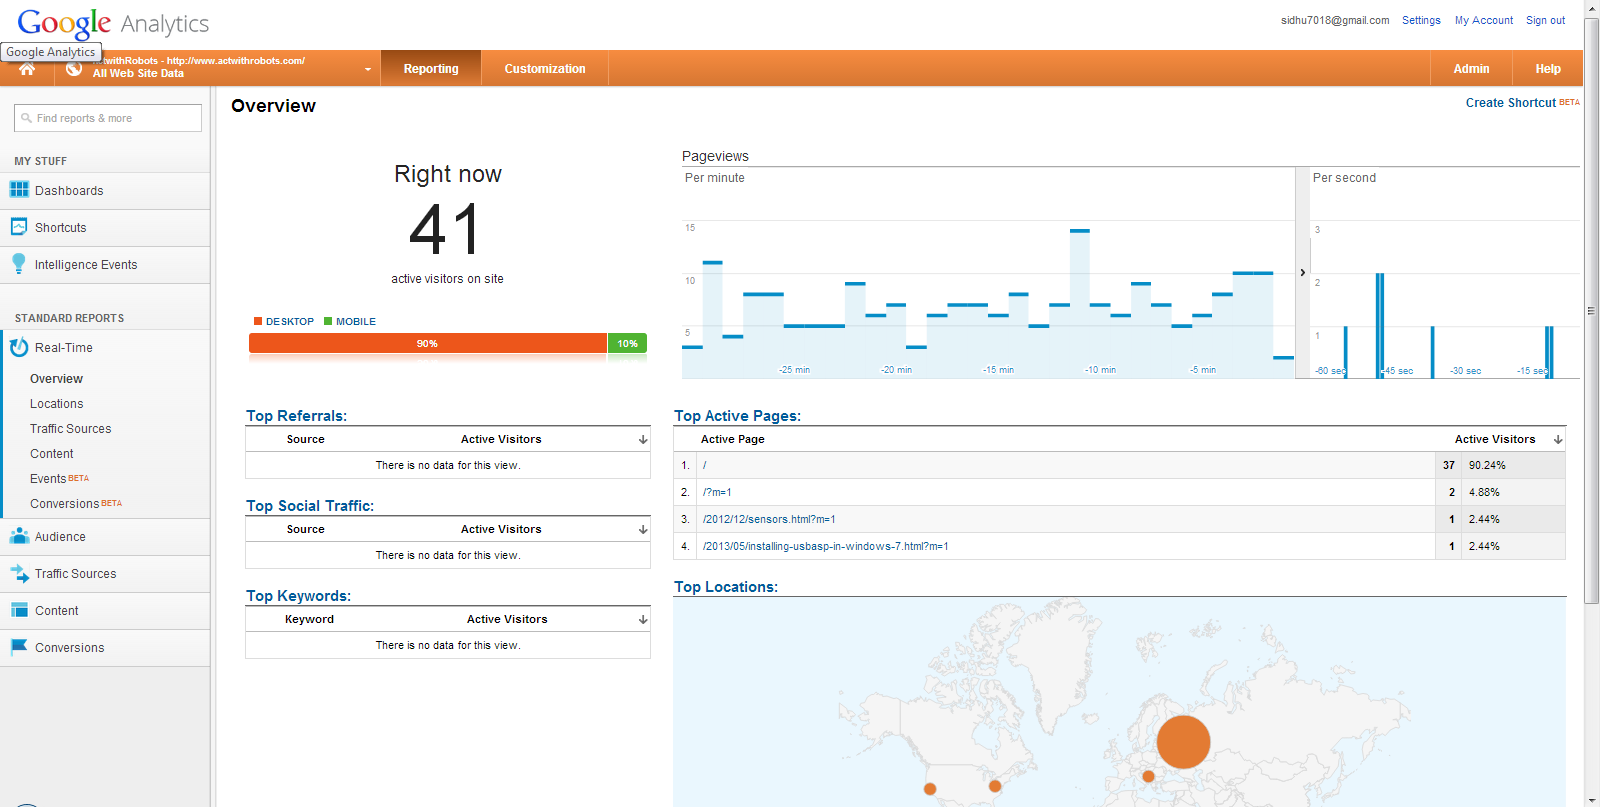 Google Analytics
sidhu7018@gmail.com Settings My Account Sign out
Google Analytics
ctwithRobots - http://www.actwithrobots.com/
All Web Site Data
Reporting
Customization
Admin
Help
Find reports & more
MY STUFF
Dashboards
Shortcuts
Intelligence Events
STANDARD REPORTS
Real-Time
Overview
Locations
Traffic Sources
Content
Events BETA
Conversions BETA
Audience
Traffic Sources
Content
Conversions
Overview
Create Shortcut BETA
Right now
41
active visitors on site
DESKTOP MOBILE
90% 10%
Pageviews
Per minute
15
10
5
-25 min -20 min -15 min -10 min -5 min
Per second
3
2
1
-60 sec -45 sec -30 sec -15 sec
Top Referrals:
Source Active Visitors
There is no data for this view.
Top Social Traffic:
Source Active Visitors
There is no data for this view.
Top Keywords:
Keyword Active Visitors
There is no data for this view.
Top Active Pages:
Active Page Active Visitors
1. / 37 90.24%
2. /?m=1 2 4.88%
3. /2012/12/sensors.html?m=1 1 2.44%
4. /2013/05/installing-usbasp-in-windows-7.html?m=1 1 2.44%
Top Locations: